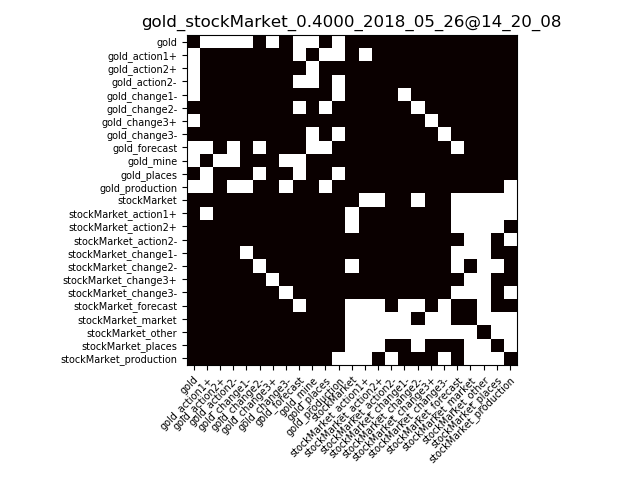 gold_stockMarket_0.4000_2018_05_26@14_20_08
gold
gold_action1+
gold_action2+
gold_action2-
gold_change1-
gold_change2-
gold_change3+
gold_change3-
gold_forecast
gold_mine
gold_places
gold_production
stockMarket
stockMarket_action1+
stockMarket_action2+
stockMarket_action2-
stockMarket_change1-
stockMarket_change2-
stockMarket_change3+
stockMarket_change3-
stockMarket_forecast
stockMarket_market
stockMarket_other
stockMarket_places
stockMarket_production
gold
gold_action1+
gold_action2+
gold_action2-
gold_change1-
gold_change2-
gold_change3+
gold_change3-
gold_forecast
gold_mine
gold_places
gold_production
stockMarket
stockMarket_action1+
stockMarket_action2+
stockMarket_action2-
stockMarket_change1-
stockMarket_change2-
stockMarket_change3+
stockMarket_change3-
stockMarket_forecast
stockMarket_market
stockMarket_other
stockMarket_places
stockMarket_production